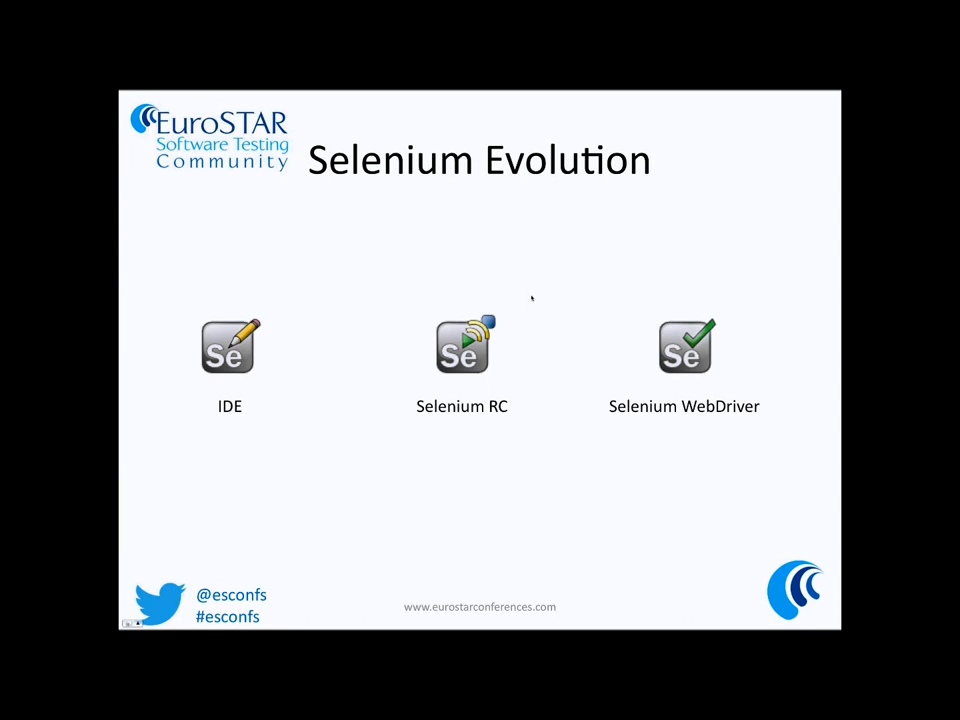 EuroSTAR
Software Testing
Community
Selenium Evolution
Se
Se
Se
IDE
Selenium RC
Selenium WebDriver
@esconfs
#esconfs
www.eurostarconferences.com